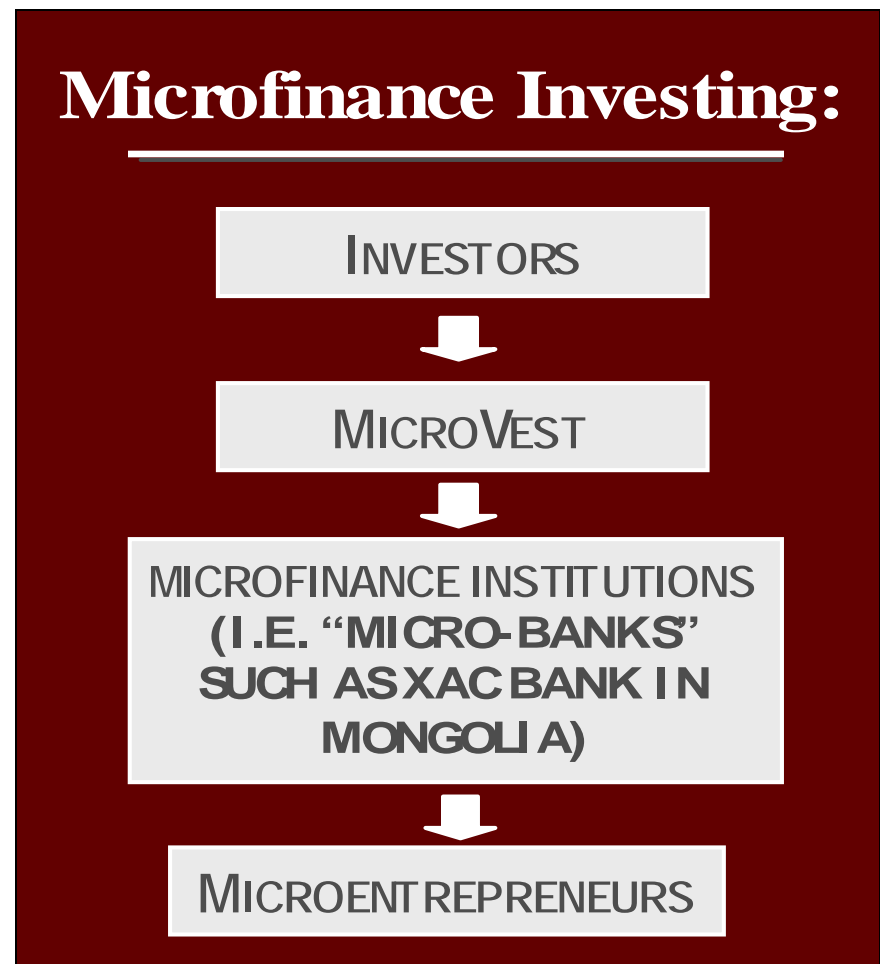 Microfinance Investing:
INVESTORS
MICROVEST
MICROFINANCE INSTITUTIONS
(I.E. “MICRO-BANKS”
SUCH AS XAC BANK IN
MONGOLIA)
MICROENTREPRENEURS